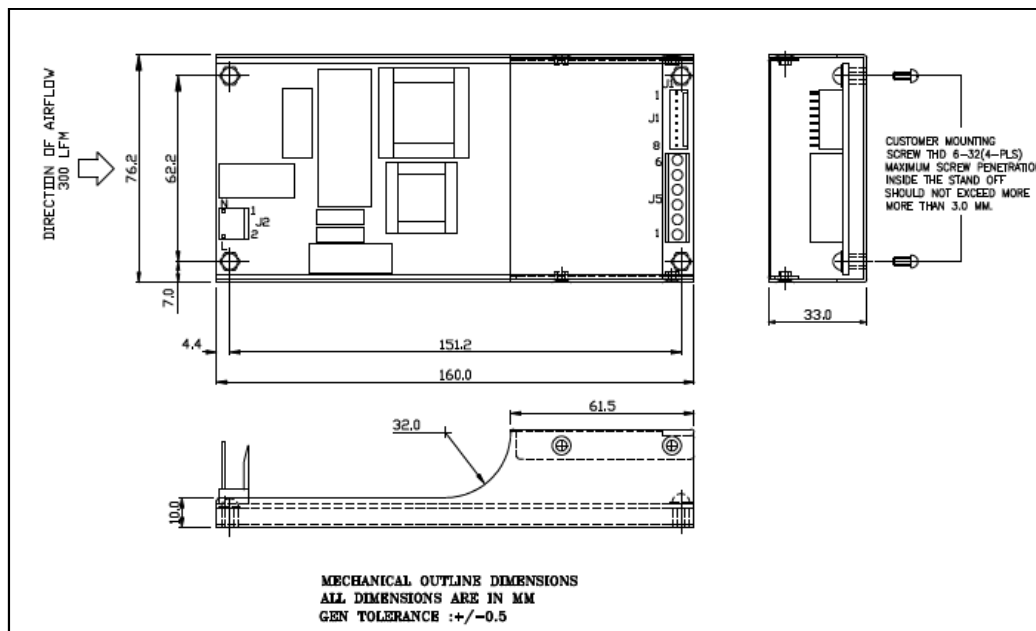 DIRECTION OF AIRFLOW
300 LFM
76.2
62.2
7.0
N
1
J2
2
L
J1
1
J1
8
6
J5
1
4.4
151.2
160.0
33.0
CUSTOMER MOUNTING
SCREW THD 6-32(4-PLS)
MAXIMUM SCREW PENETRATION
INSIDE THE STAND OFF
SHOULD NOT EXCEED MORE
MORE THAN 3.0 MM.
61.5
32.0
10.0
MECHANICAL OUTLINE DIMENSIONS
ALL DIMENSIONS ARE IN MM
GEN TOLERANCE :+/-0.5